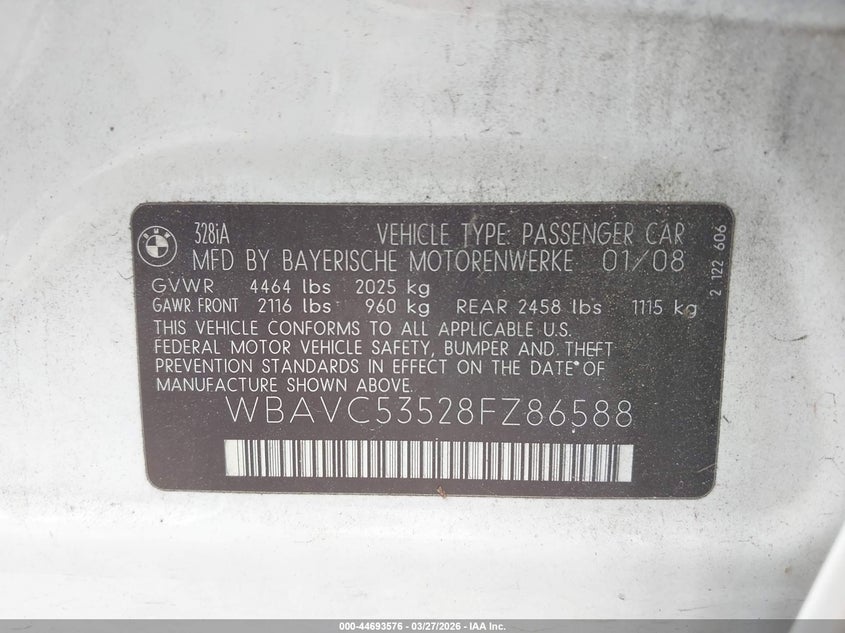 BMW
328iA VEHICLE TYPE: PASSENGER CAR
MFD BY BAYERISCHE MOTORENWERKE 01/08
GVWR 4464 lbs 2025 kg
GAWR FRONT 2116 lbs 960 kg REAR 2458 lbs 1115 kg
THIS VEHICLE CONFORMS TO ALL APPLICABLE U.S.
FEDERAL MOTOR VEHICLE SAFETY, BUMPER AND THEFT
PREVENTION STANDARDS IN EFFECT ON THE DATE OF
MANUFACTURE SHOWN ABOVE.
WBAVC53528FZ86588
2 122 606
000-44693576 | 03/27/2026 | IAA Inc.